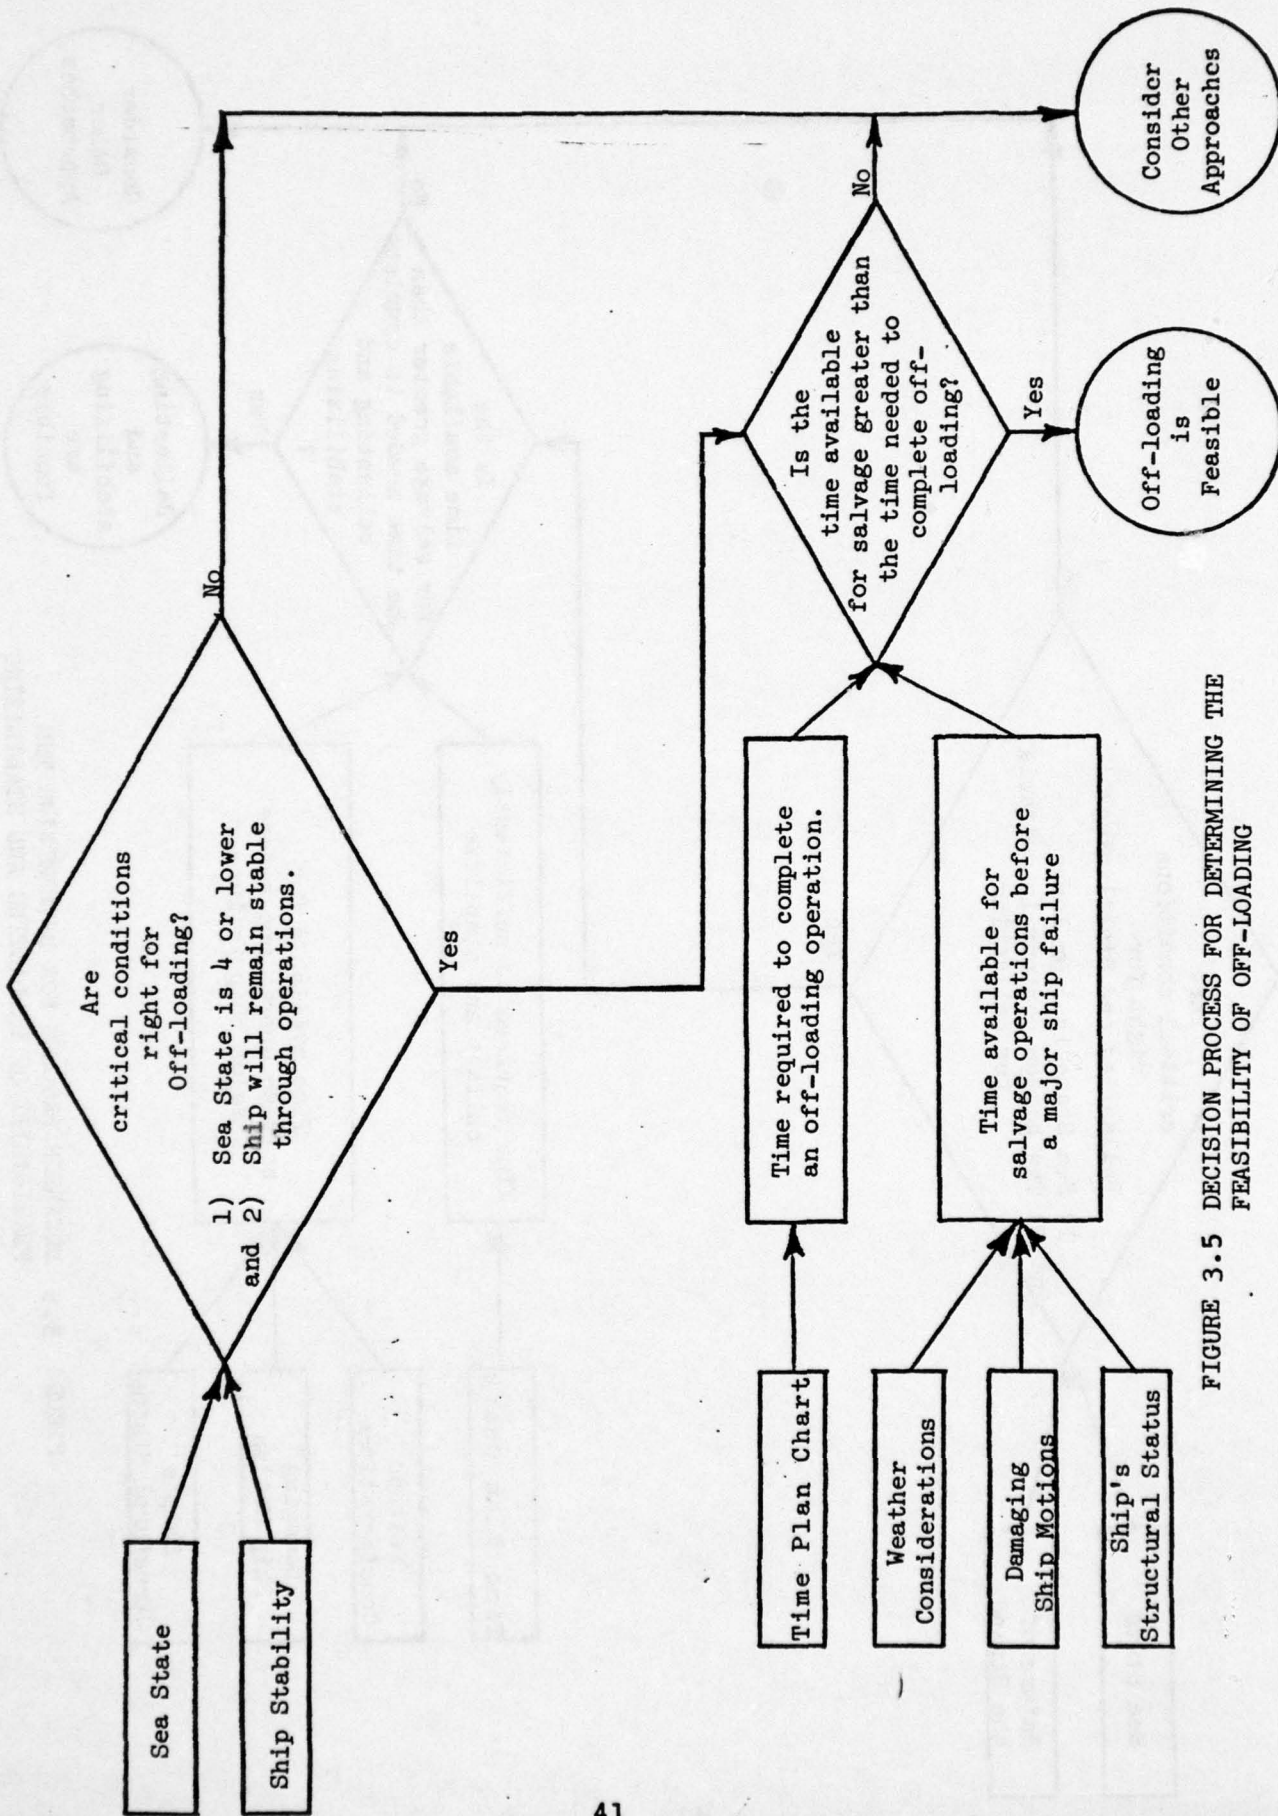 Sea State
Ship Stability
Are
critical conditions
right for
Off-loading?
1) Sea State is 4 or lower
and 2) Ship will remain stable
through operations.
No
Yes
Time Plan Chart
Weather
Considerations
Damaging
Ship Motions
Ship's
Structural Status
Time required to complete
an off-loading operation.
Time available for
salvage operations before
a major ship failure
Is the
time available
for salvage greater than
the time needed to
complete off-
loading?
No
Yes
Off-loading
is
Feasible
Consider
Other
Approaches
FIGURE 3.5 DECISION PROCESS FOR DETERMINING THE
FEASIBILITY OF OFF-LOADING
41